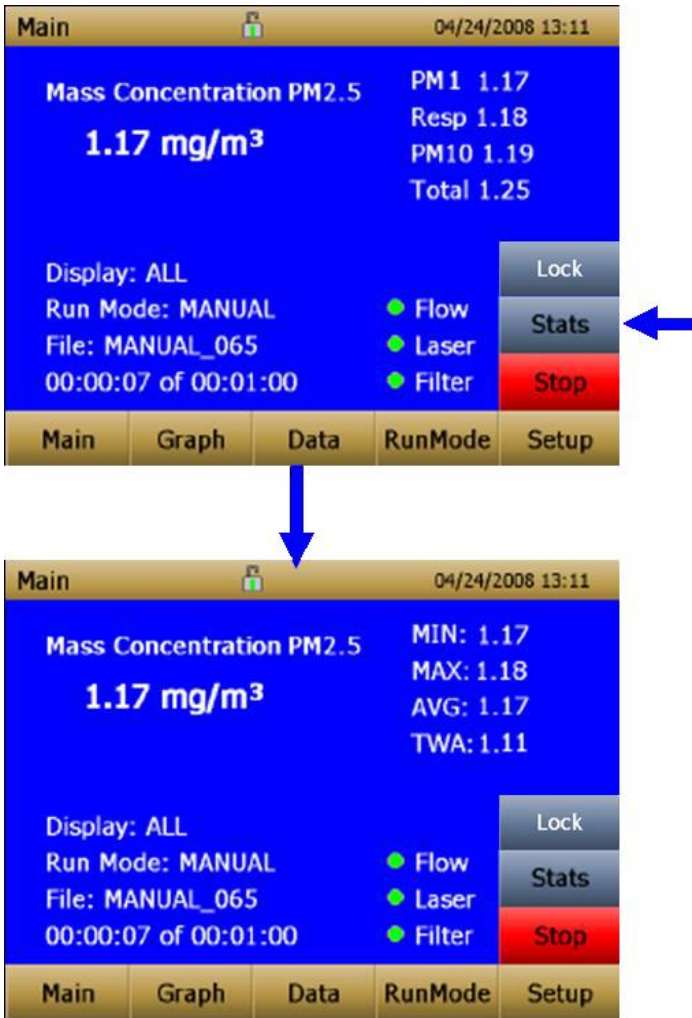 Main 04/24/2008 13:11
Mass Concentration PM2.5
1.17 mg/m³
PM1 1.17
Resp 1.18
PM10 1.19
Total 1.25
Display: ALL
Run Mode: MANUAL
File: MANUAL_065
00:00:07 of 00:01:00
Flow
Laser
Filter
Lock
Stats
Stop
Main Graph Data RunMode Setup
Main 04/24/2008 13:11
Mass Concentration PM2.5
1.17 mg/m³
MIN: 1.17
MAX: 1.18
AVG: 1.17
TWA: 1.11
Display: ALL
Run Mode: MANUAL
File: MANUAL_065
00:00:07 of 00:01:00
Flow
Laser
Filter
Lock
Stats
Stop
Main Graph Data RunMode Setup